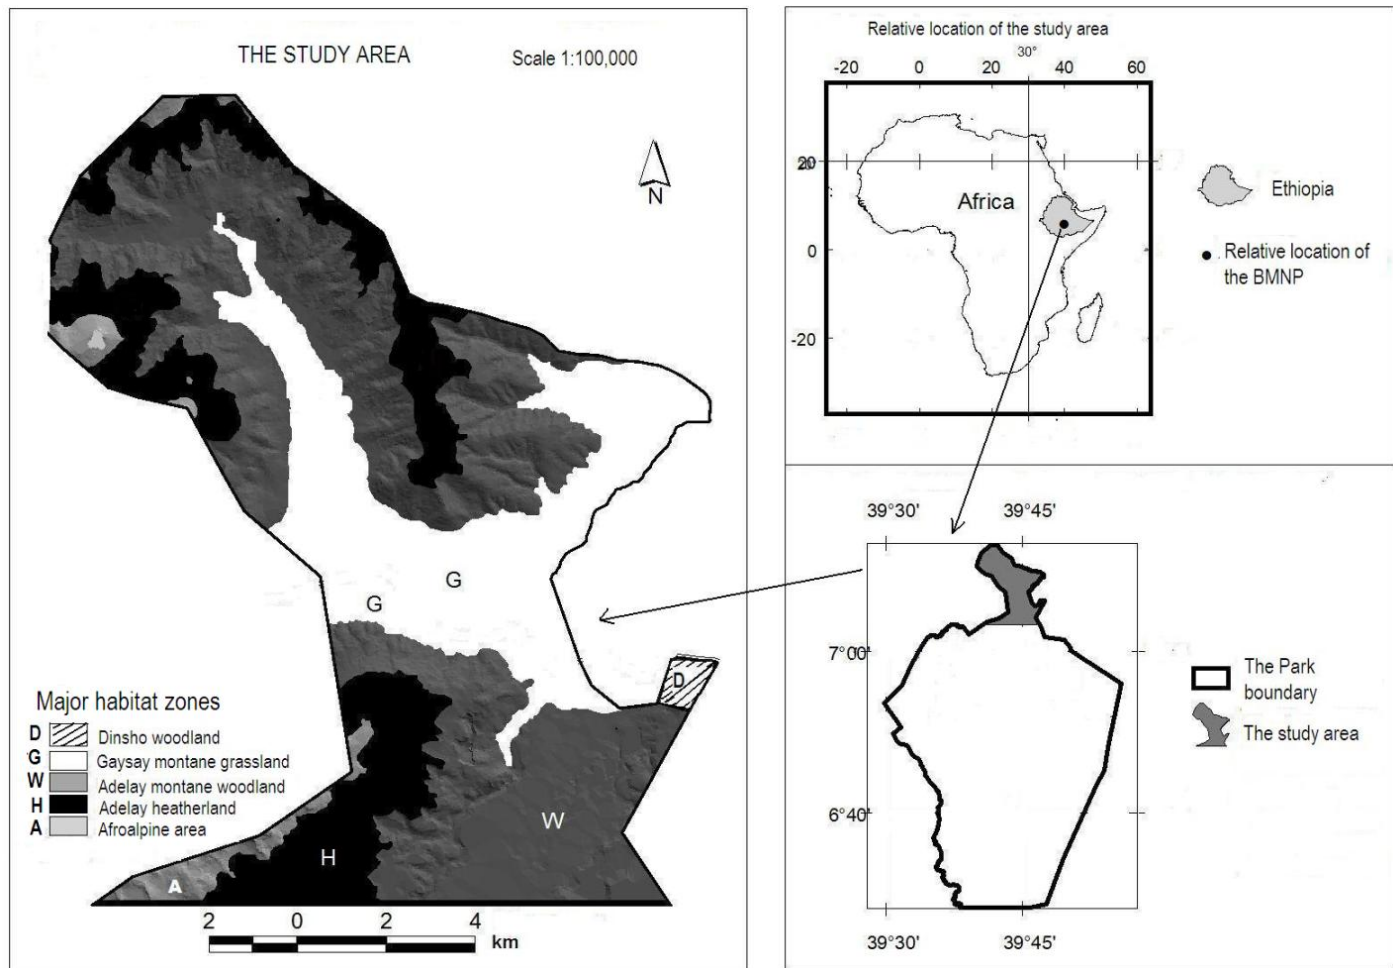 THE STUDY AREA
Scale 1:100,000
N
G
G
D
W
H
A
Major habitat zones
D Dinsho woodland
G Gaysay montane grassland
W Adelay montane woodland
H Adelay heatherland
A Afroalpine area
2 0 2 4
km
Relative location of the study area
30°
-20 0 20 40 60
20
0
-20
Africa
Ethiopia
Relative location of
the BMNP
39°30' 39°45'
7°00'
6°40'
39°30' 39°45'
The Park
boundary
The study area